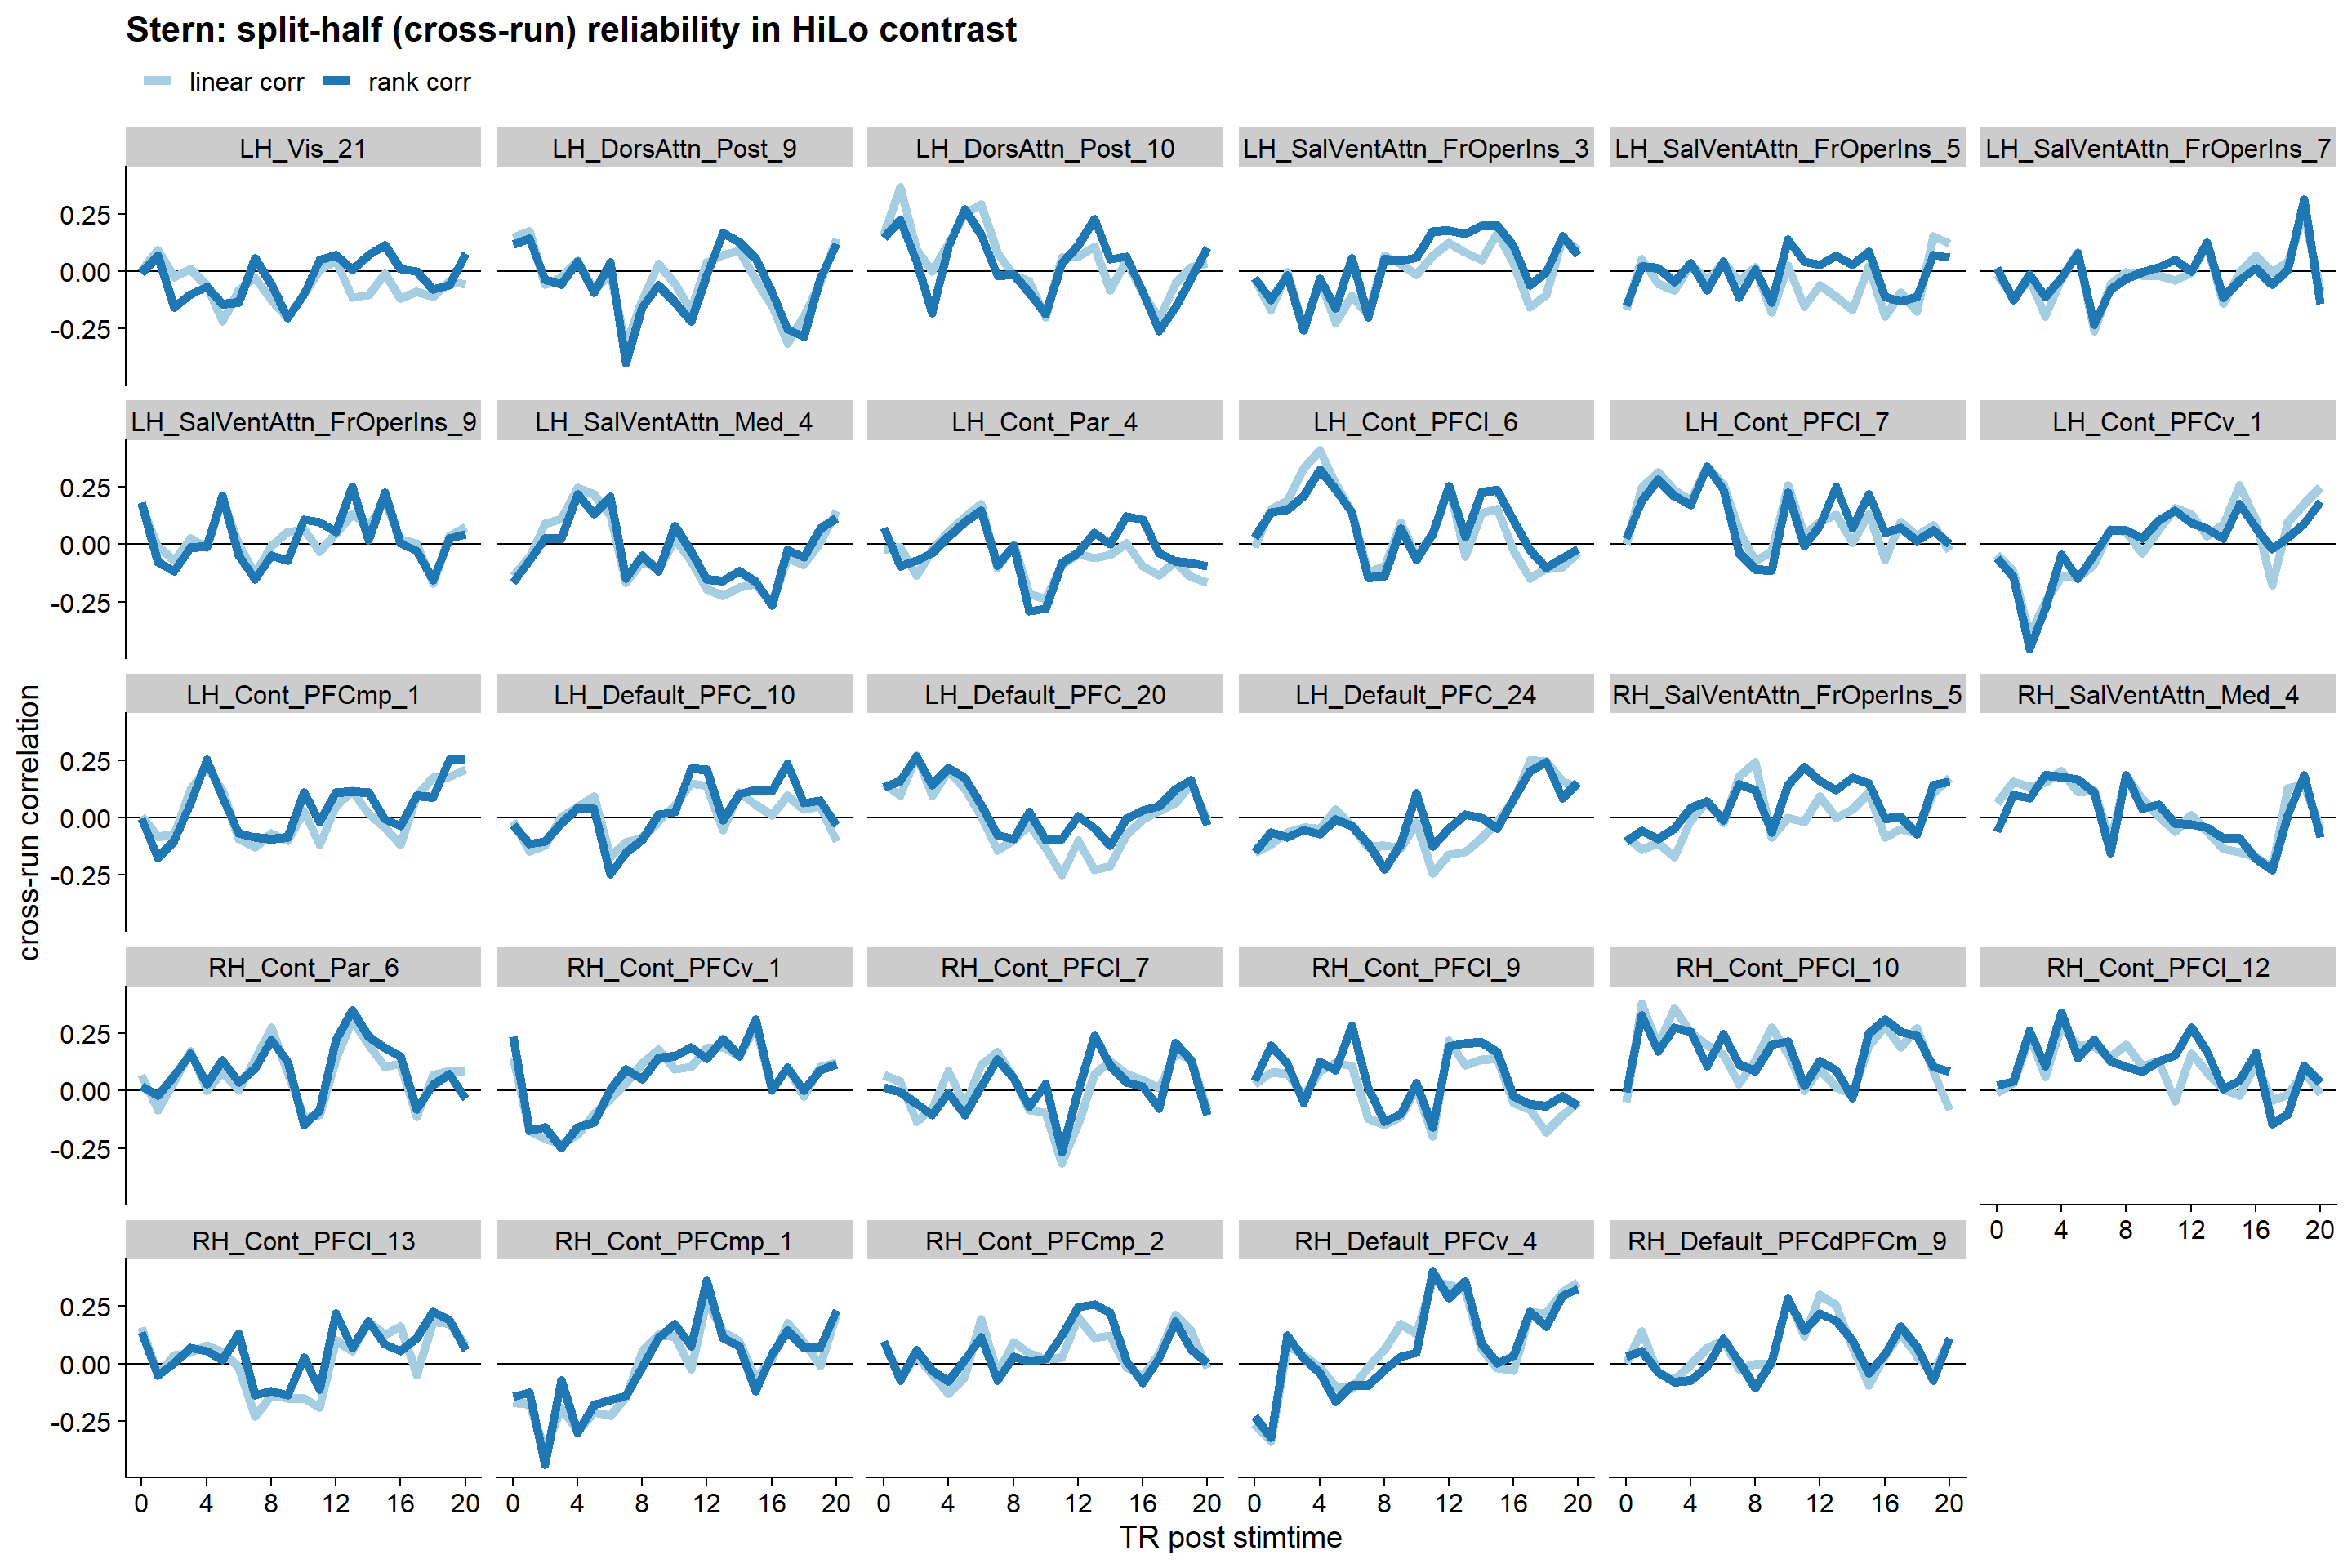 Stern: split-half (cross-run) reliability in HiLo contrast
linear corr rank corr
LH_Vis_21 LH_DorsAttn_Post_9 LH_DorsAttn_Post_10 LH_SalVentAttn_FrOperIns_3 LH_SalVentAttn_FrOperIns_5 LH_SalVentAttn_FrOperIns_7
0.25
0.00
-0.25
LH_SalVentAttn_FrOperIns_9 LH_SalVentAttn_Med_4 LH_Cont_Par_4 LH_Cont_PFCl_6 LH_Cont_PFCl_7 LH_Cont_PFCv_1
0.25
0.00
-0.25
cross-run correlation
LH_Cont_PFCmp_1 LH_Default_PFC_10 LH_Default_PFC_20 LH_Default_PFC_24 RH_SalVentAttn_FrOperIns_5 RH_SalVentAttn_Med_4
0.25
0.00
-0.25
RH_Cont_Par_6 RH_Cont_PFCv_1 RH_Cont_PFCl_7 RH_Cont_PFCl_9 RH_Cont_PFCl_10 RH_Cont_PFCl_12
0.25
0.00
-0.25
0 4 8 12 16 20
RH_Cont_PFCl_13 RH_Cont_PFCmp_1 RH_Cont_PFCmp_2 RH_Default_PFCv_4 RH_Default_PFCdPFCm_9
0.25
0.00
-0.25
0 4 8 12 16 20 0 4 8 12 16 20 0 4 8 12 16 20 0 4 8 12 16 20 0 4 8 12 16 20
TR post stimtime